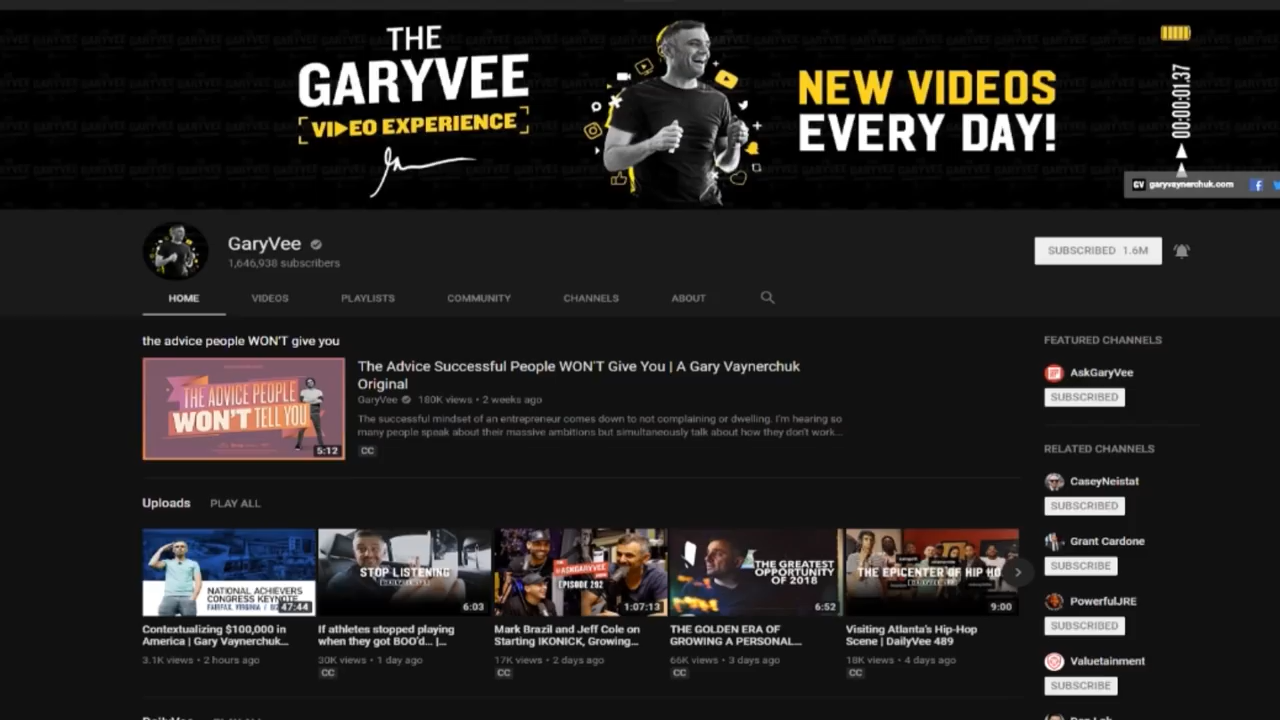 THE
GARYVEE
VIDEO EXPERIENCE
NEW VIDEOS
EVERY DAY!
00:00:01.37
GV garyvaynerchuk.com
GaryVee
1,646,938 subscribers
SUBSCRIBED 1.6M
HOME VIDEOS PLAYLISTS COMMUNITY CHANNELS ABOUT
the advice people WON'T give you
THE ADVICE PEOPLE
WON'T TELL YOU
5:12
The Advice Successful People WON'T Give You | A Gary Vaynerchuk
Original
GaryVee 180K views • 2 weeks ago
The successful mindset of an entrepreneur comes down to not complaining or dwelling. I'm hearing so
many people speak about their massive ambitions but simultaneously talk about how they don't work...
CC
FEATURED CHANNELS
AskGaryVee
SUBSCRIBED
RELATED CHANNELS
CaseyNeistat
SUBSCRIBED
Grant Cardone
SUBSCRIBE
PowerfulJRE
SUBSCRIBED
Valuetainment
SUBSCRIBE
Uploads PLAY ALL
NATIONAL ACHIEVERS
CONGRESS KEYNOTE
FAIRFAX, VIRGINIA
47:44
Contextualizing $100,000 in
America | Gary Vaynerchuk...
3.1K views • 2 hours ago
STOP LISTENING
6:03
If athletes stopped playing
when they got BOO'd... |...
30K views • 1 day ago
CC
#ASKGARYVEE
EPISODE 292
1:07:13
Mark Brazil and Jeff Cole on
Starting IKONICK, Growing...
17K views • 2 days ago
CC
THE GREATEST
OPPORTUNITY
OF 2018
6:52
THE GOLDEN ERA OF
GROWING A PERSONAL...
66K views • 3 days ago
CC
THE EPICENTER OF HIP HO
9:00
Visiting Atlanta's Hip-Hop
Scene | DailyVee 489
18K views • 4 days ago
CC